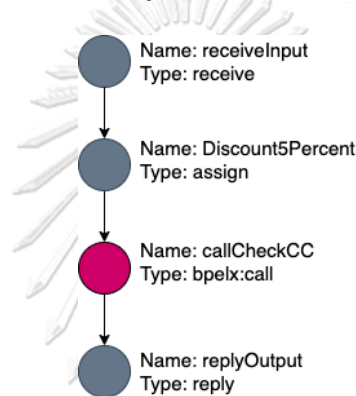 Name: receiveInput
Type: receive
Name: Discount5Percent
Type: assign
Name: callCheckCC
Type: bpelx:call
Name: replyOutput
Type: reply